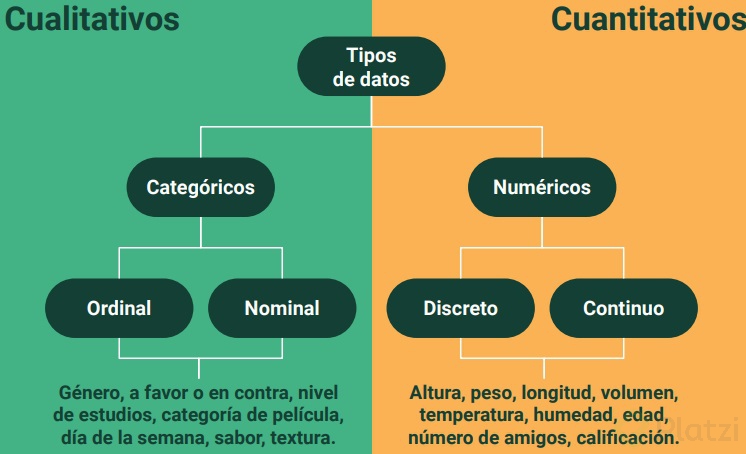 Cualitativos
Cuantitativos
Tipos
de datos
Categóricos
Numéricos
Ordinal
Nominal
Discreto
Continuo
Género, a favor o en contra, nivel
de estudios, categoría de película,
día de la semana, sabor, textura.
Altura, peso, longitud, volumen,
temperatura, humedad, edad,
número de amigos, calificación.
Platzi